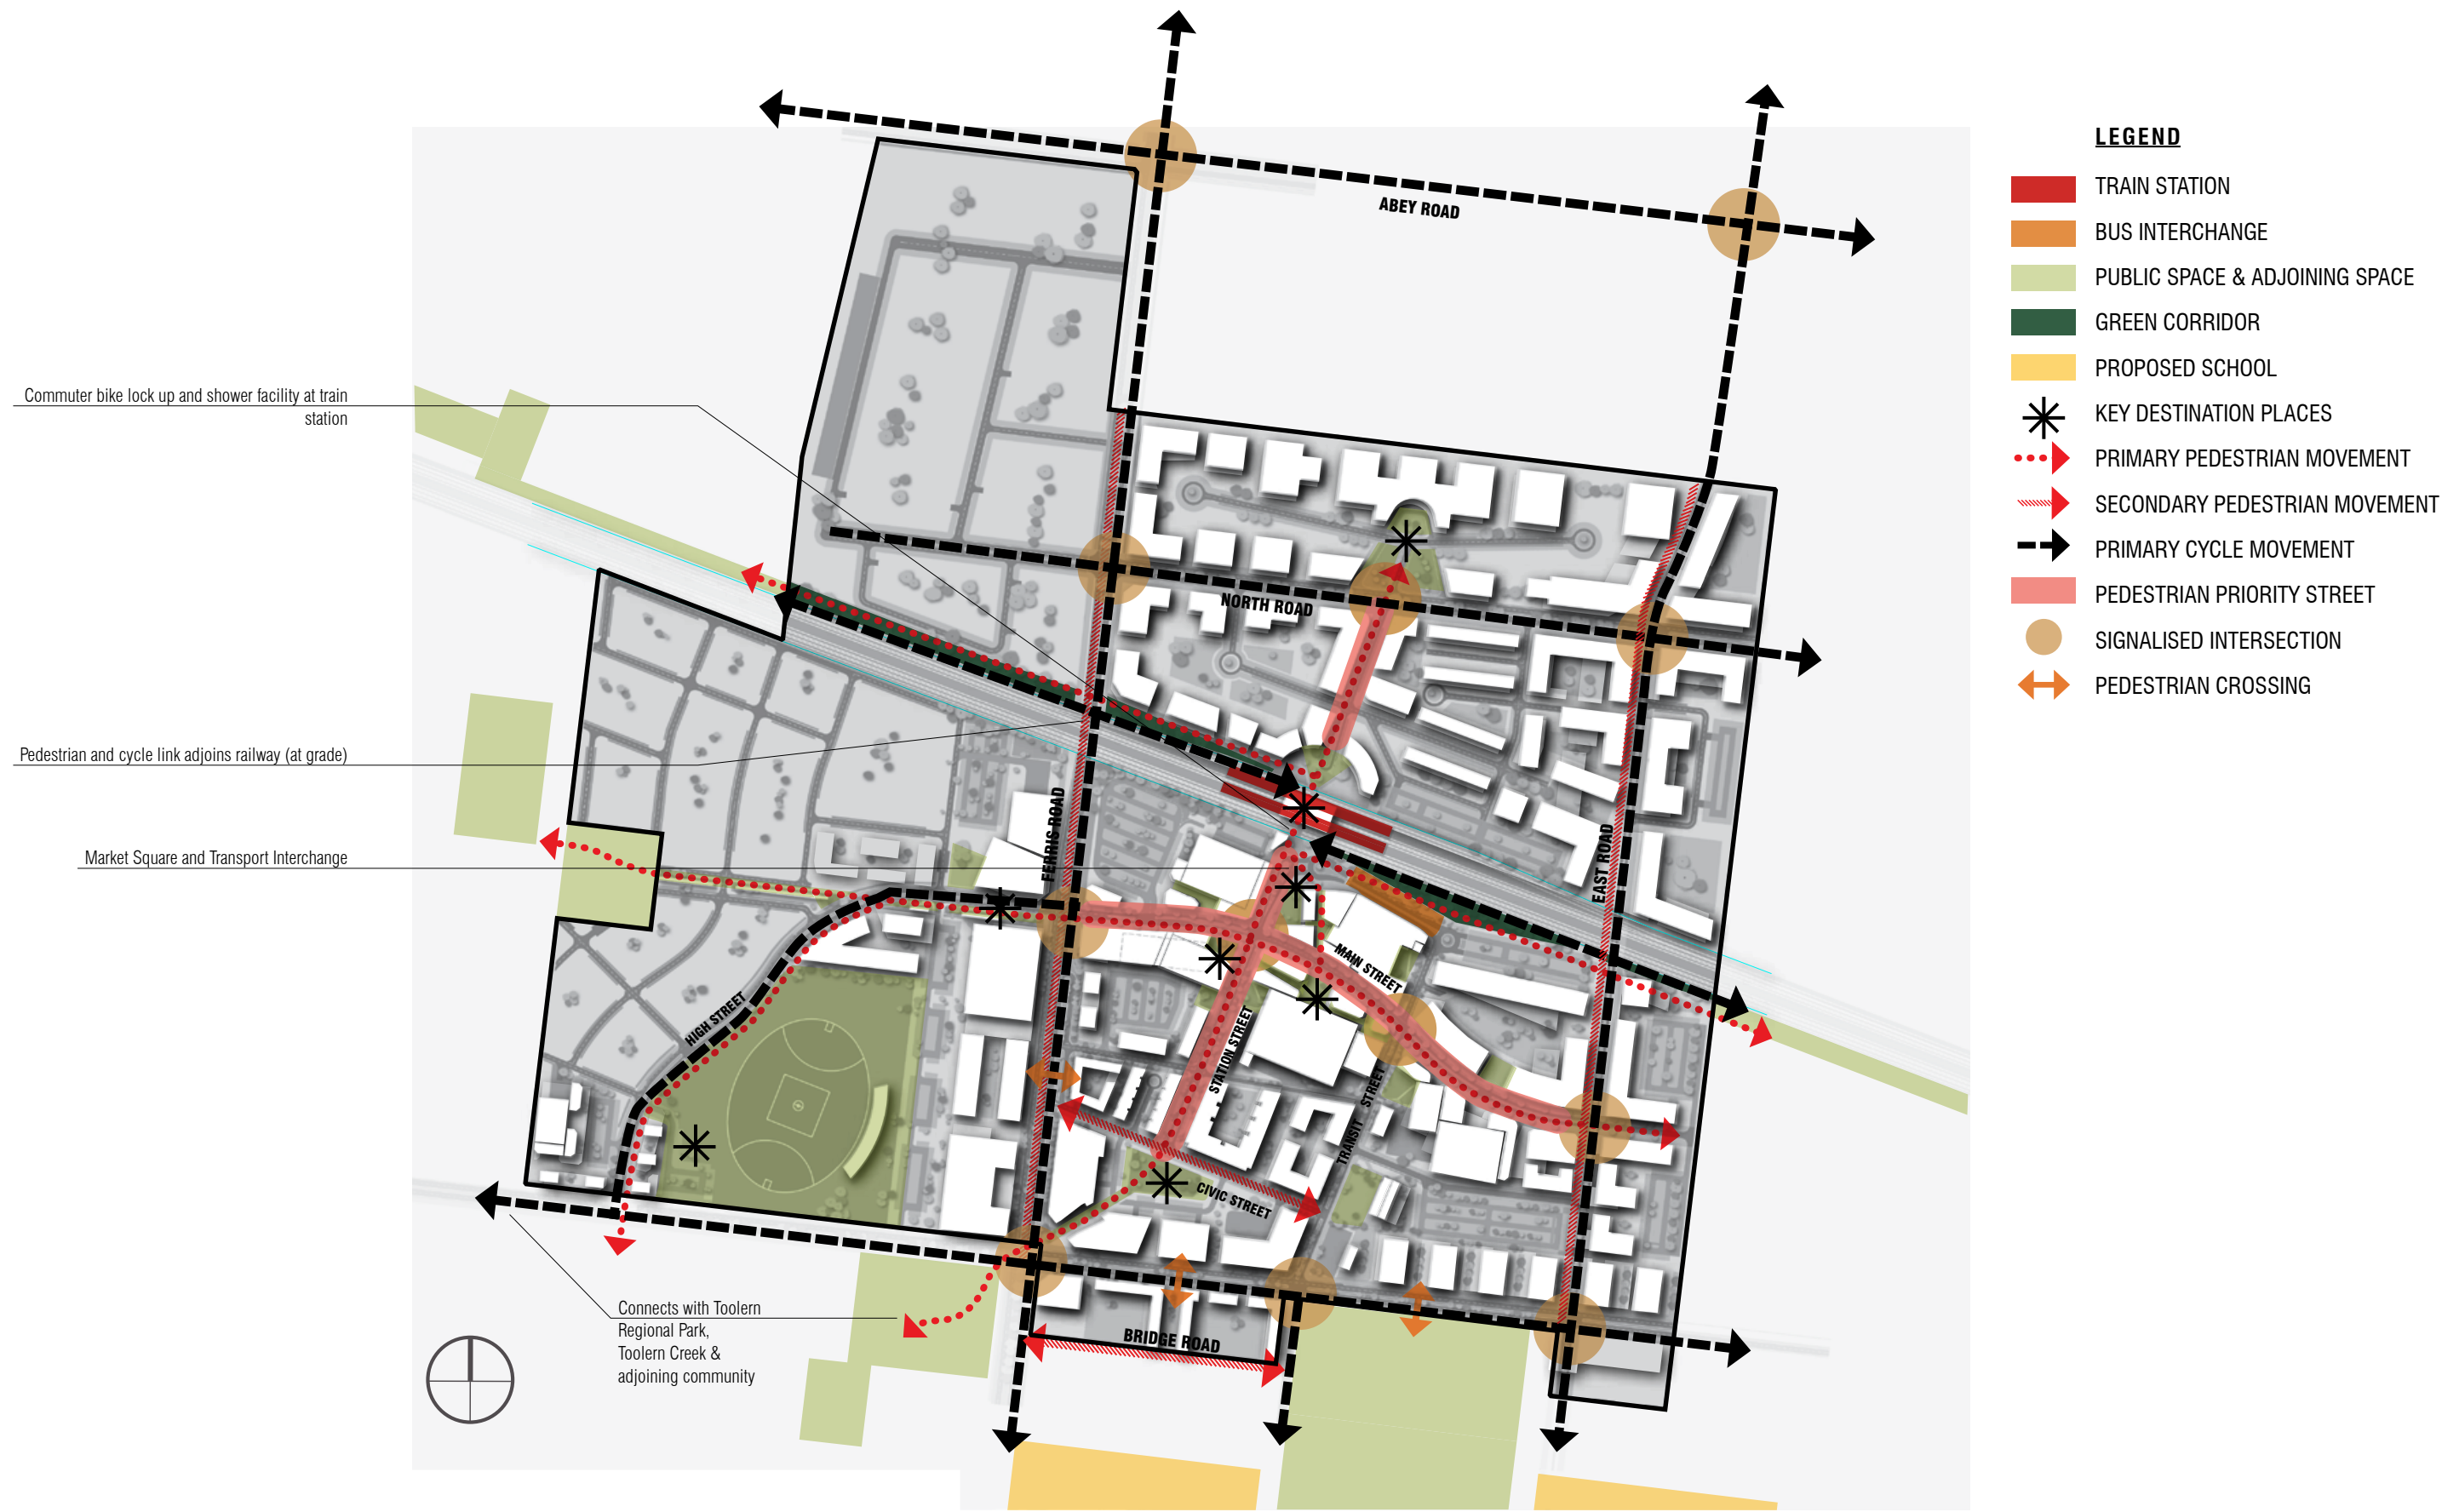 LEGEND
TRAIN STATION
BUS INTERCHANGE
PUBLIC SPACE & ADJOINING SPACE
GREEN CORRIDOR
PROPOSED SCHOOL
KEY DESTINATION PLACES
PRIMARY PEDESTRIAN MOVEMENT
SECONDARY PEDESTRIAN MOVEMENT
PRIMARY CYCLE MOVEMENT
PEDESTRIAN PRIORITY STREET
SIGNALISED INTERSECTION
PEDESTRIAN CROSSING
ABEY ROAD
Commuter bike lock up and shower facility at train
station
NORTH ROAD
Pedestrian and cycle link adjoins railway (at grade)
FERRIS ROAD
EAST ROAD
Market Square and Transport Interchange
MAIN STREET
HIGH STREET
STATION STREET
TRANSIT STREET
CIVIC STREET
Connects with Toolern
Regional Park,
Toolern Creek &
adjoining community
BRIDGE ROAD